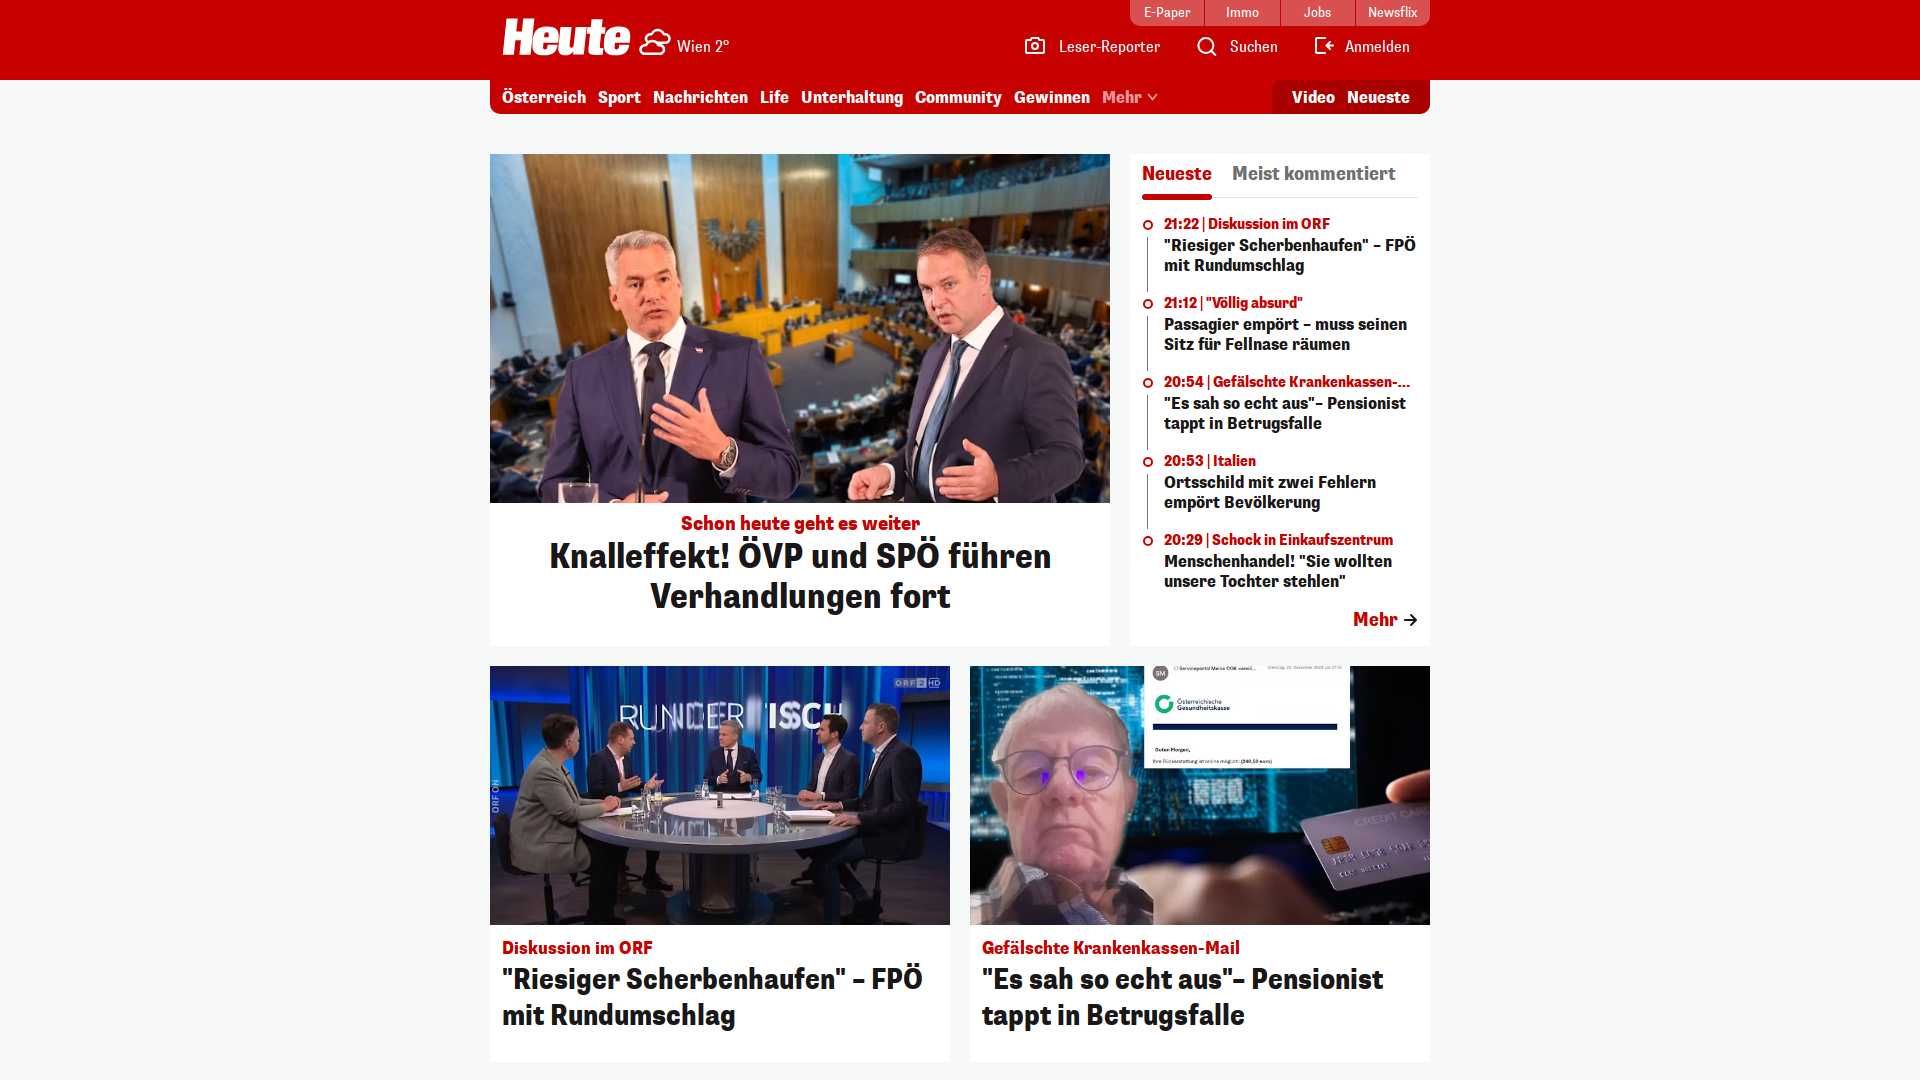 E-Paper
Immo
Jobs
Newsflix
Heute
Wien 2°
Leser-Reporter
Suchen
Anmelden
Österreich
Sport
Nachrichten
Life
Unterhaltung
Community
Gewinnen
Mehr
Video
Neueste
Schon heute geht es weiter
Knalleffekt! ÖVP und SPÖ führen
Verhandlungen fort
Neueste
Meist kommentiert
21:22 | Diskussion im ORF
"Riesiger Scherbenhaufen" – FPÖ
mit Rundumschlag
21:12 | "Völlig absurd"
Passagier empört – muss seinen
Sitz für Fellnase räumen
20:54 | Gefälschte Krankenkassen-...
"Es sah so echt aus"– Pensionist
tappt in Betrugsfalle
20:53 | Italien
Ortsschild mit zwei Fehlern
empört Bevölkerung
20:29 | Schock in Einkaufszentrum
Menschenhandel! "Sie wollten
unsere Tochter stehlen"
Mehr
ORF 2 HD
RUNDER TISCH
ORF ON
Diskussion im ORF
"Riesiger Scherbenhaufen" – FPÖ
mit Rundumschlag
SM
Österreichische
Gesundheitskasse
Guten Morgen,
CREDIT CARD
Gefälschte Krankenkassen-Mail
"Es sah so echt aus"– Pensionist
tappt in Betrugsfalle